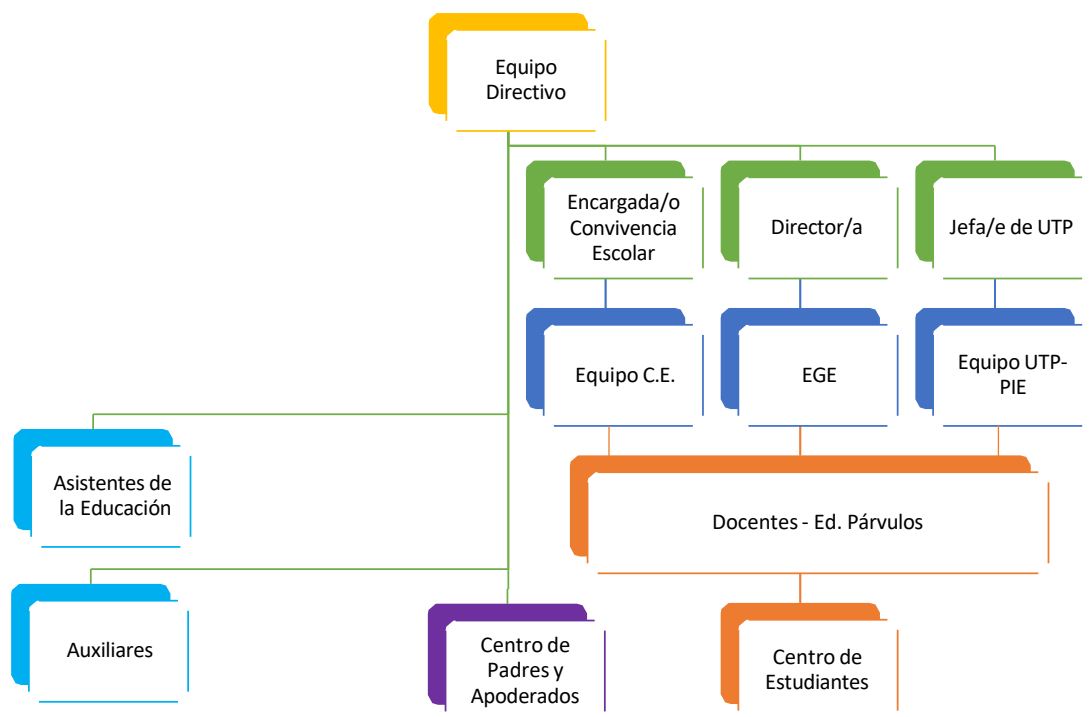 Equipo
Directivo
Encargada/o
Convivencia
Escolar
Director/a
Jefa/e de UTP
Equipo C.E.
EGE
Equipo UTP-
PIE
Asistentes de
la Educación
Docentes - Ed. Párvulos
Auxiliares
Centro de
Padres y
Apoderados
Centro de
Estudiantes